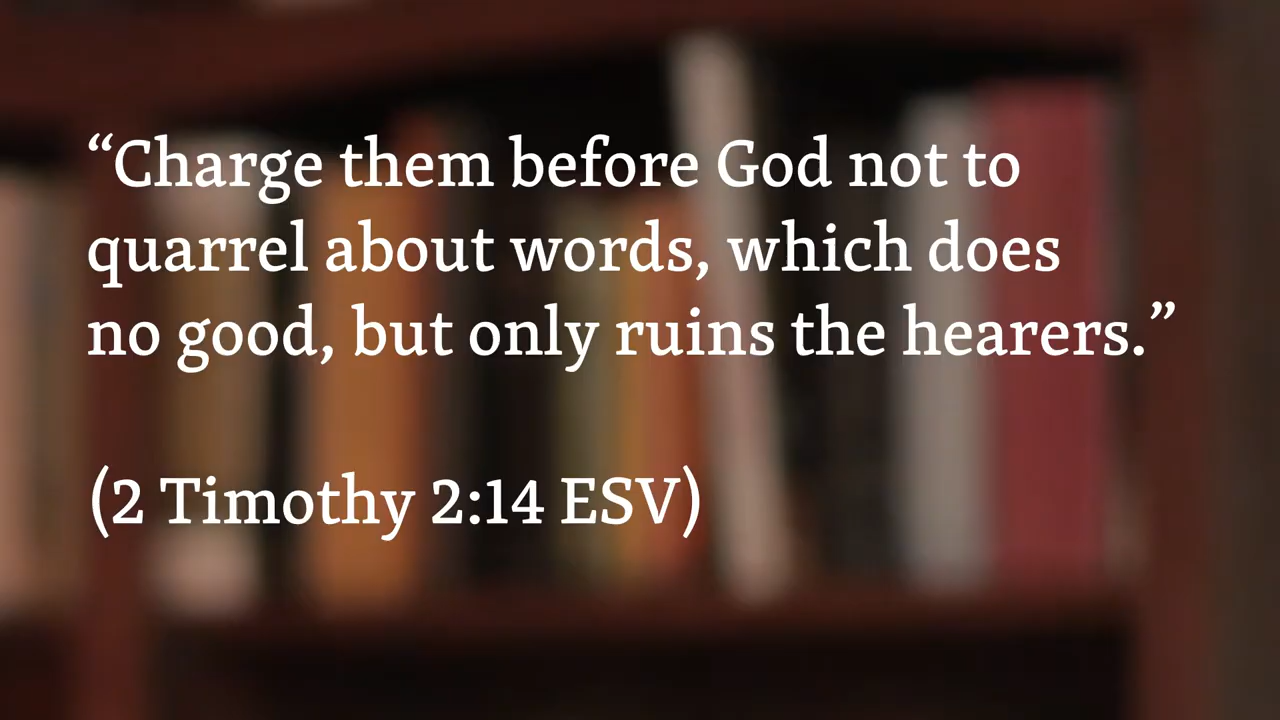 “Charge them before God not to
quarrel about words, which does
no good, but only ruins the hearers.”
(2 Timothy 2:14 ESV)